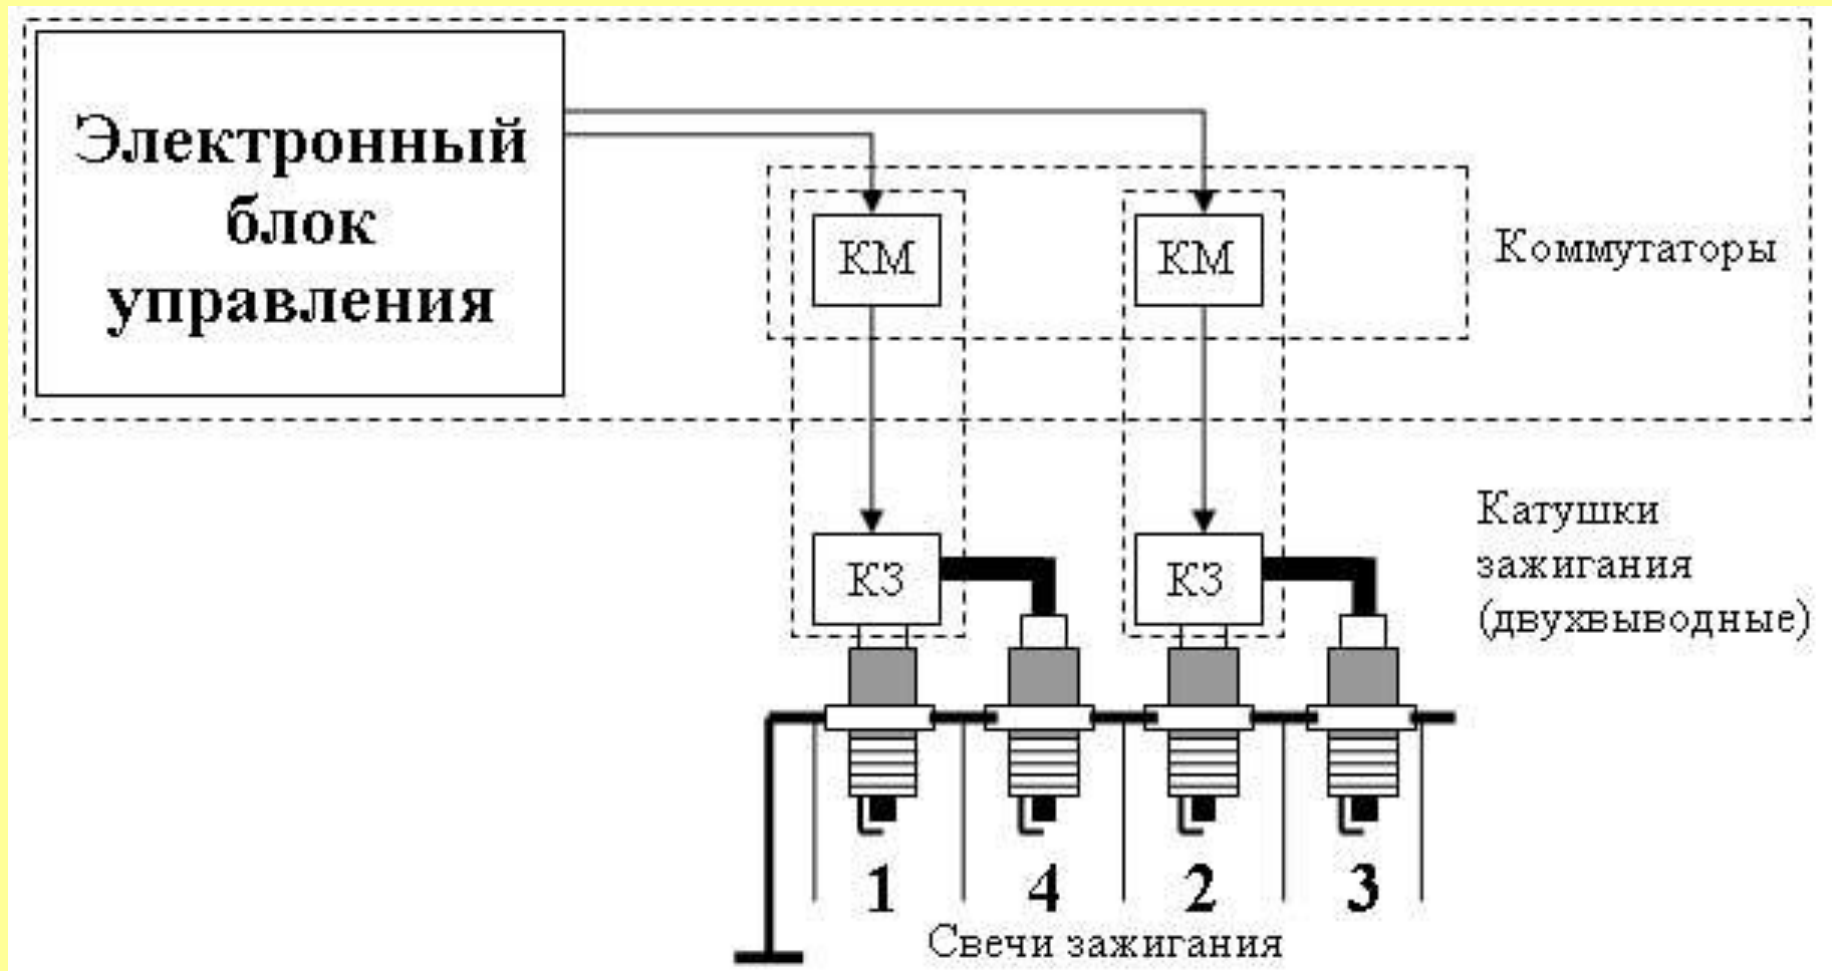 Электронный
блок
управления
КМ
КМ
Коммутаторы
Катушки
зажигания
(двухвыводные)
КЗ
КЗ
1
4
2
3
Свечи зажигания